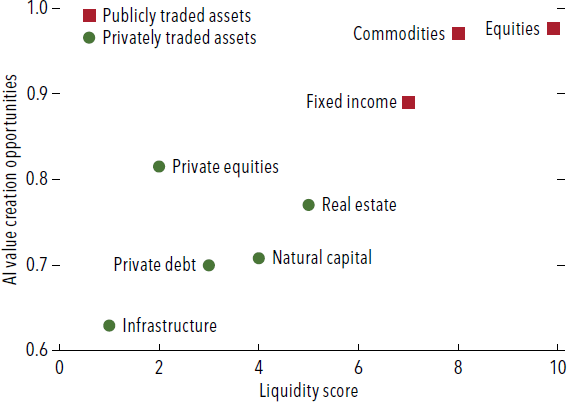 1.0
Publicly traded assets
Privately traded assets
Commodities
Equities
0.9
Fixed income
AI value creation opportunities
0.8
Private equities
Real estate
0.7
Private debt
Natural capital
Infrastructure
0.6
0 2 4 6 8 10
Liquidity score